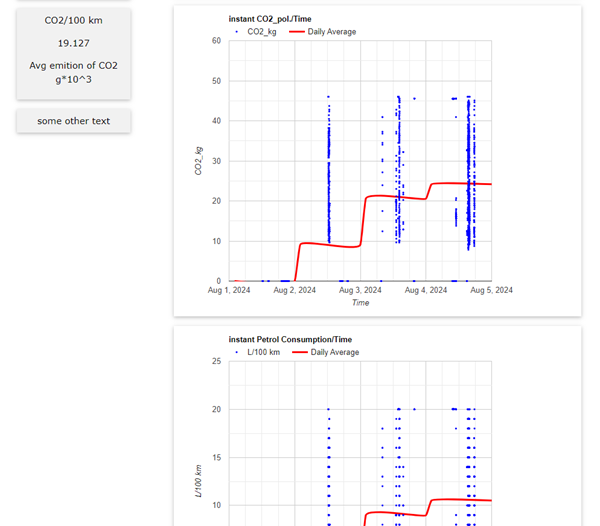 CO2/100 km
19.127
Avg emition of CO2
g*10^3
some other text
instant CO2_pol./Time
CO2_kg Daily Average
60
50
40
30
20
10
0
CO2_kg
Aug 1, 2024 Aug 2, 2024 Aug 3, 2024 Aug 4, 2024 Aug 5, 2024
Time
instant Petrol Consumption/Time
L/100 km Daily Average
25
20
15
10
L/100 km